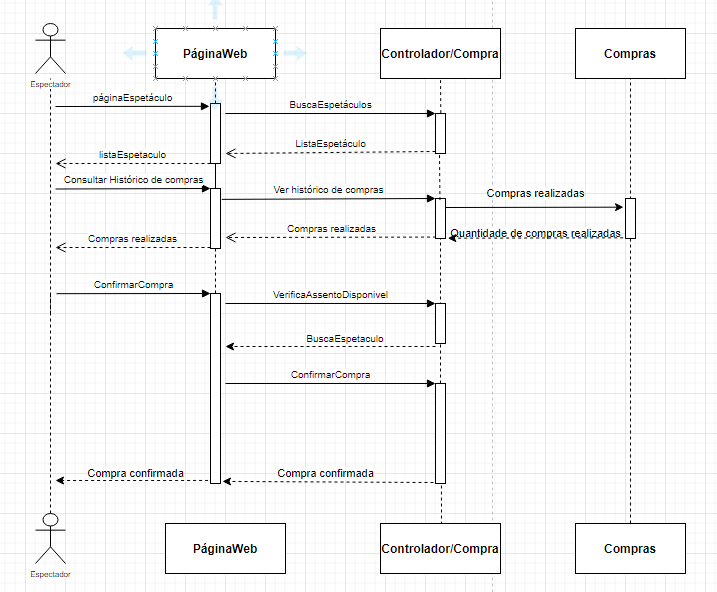 PáginaWeb
Controlador/Compra
Compras
Espectador
páginaEspetáculo
BuscaEspetáculos
ListaEspetáculo
listaEspetaculo
Consultar Histórico de compras
Ver histórico de compras
Compras realizadas
Compras realizadas
Quantidade de compras realizadas
Compras realizadas
ConfirmarCompra
VerificaAssentoDisponivel
BuscaEspetaculo
ConfirmarCompra
Compra confirmada
Compra confirmada
PáginaWeb
Controlador/Compra
Compras
Espectador